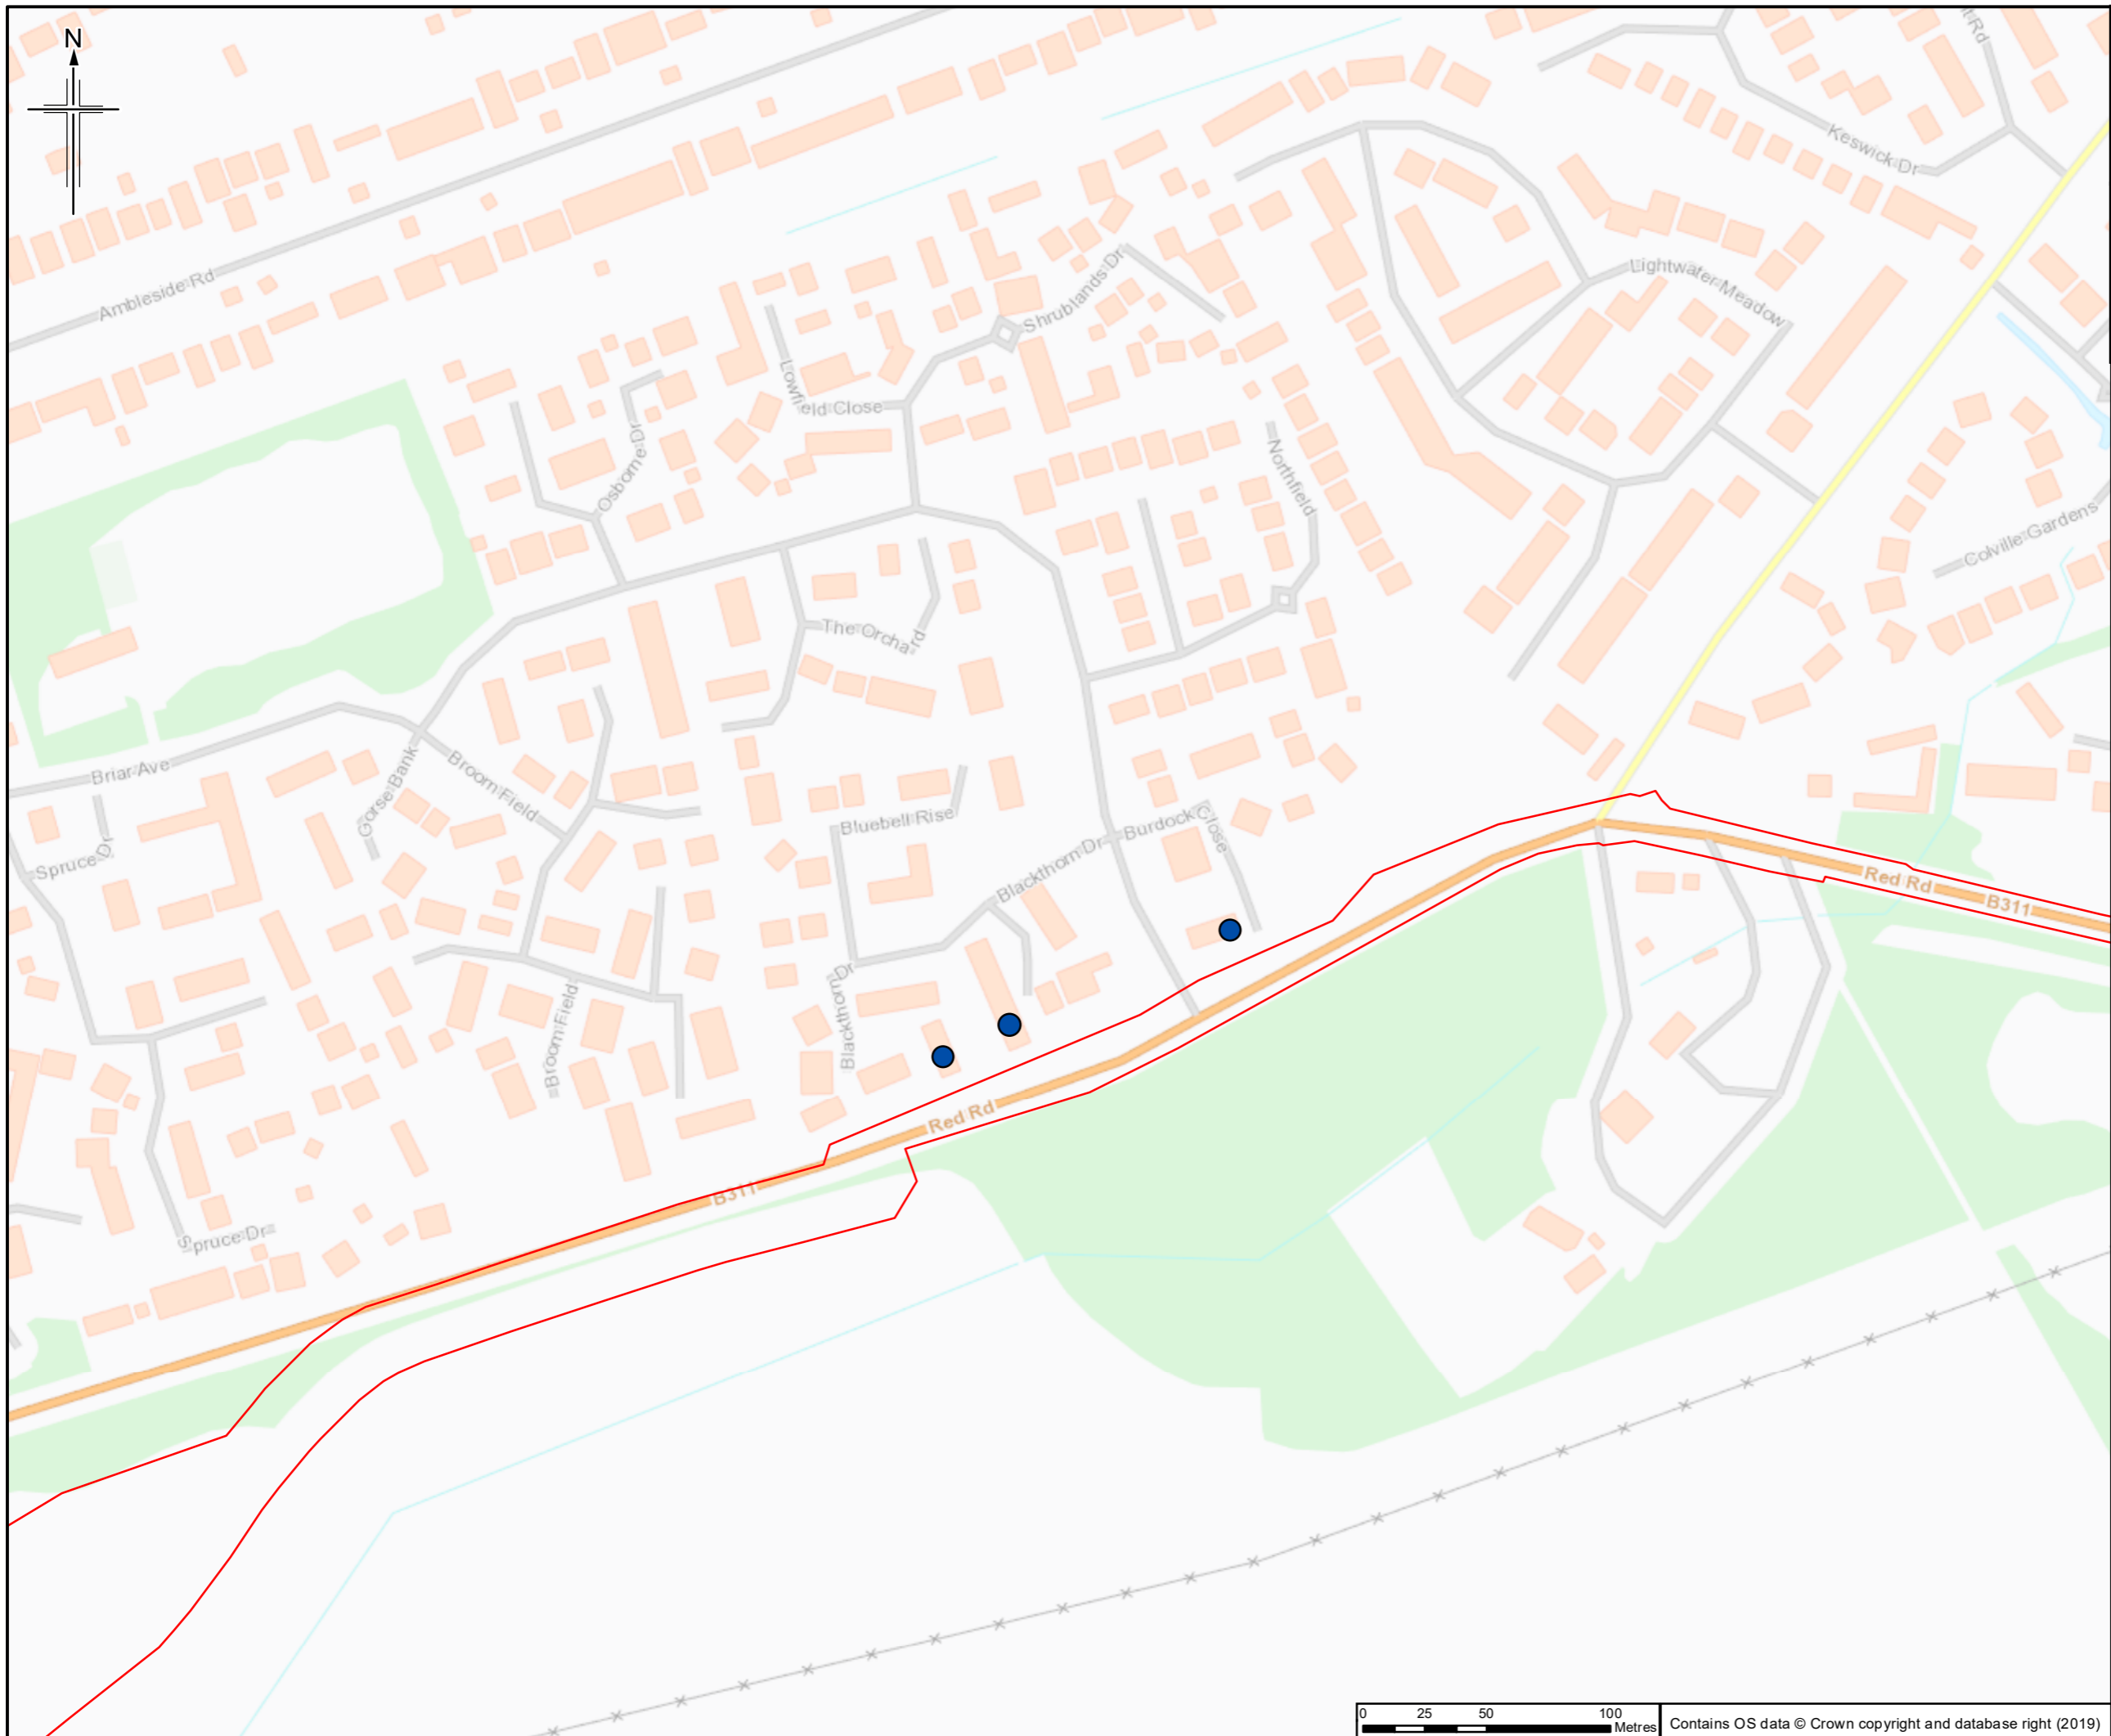 N
t Rd
Keswick Dr
Ambleside Rd
Lightwater Meadow
Shrublands Dr
Lowfield Close
Osborne Dr
Northfield
Colville Gardens
The Orchard
Briar Ave
Gorse Bank
Broom Field
Bluebell Rise
Burdock Close
Blackthorn Dr
Spruce Dr
Red Rd
B311
Blackthorn Dr
Broom Field
Red Rd
B311
Spruce Dr
0 25 50 100
Metres
Contains OS data © Crown copyright and database right (2019)